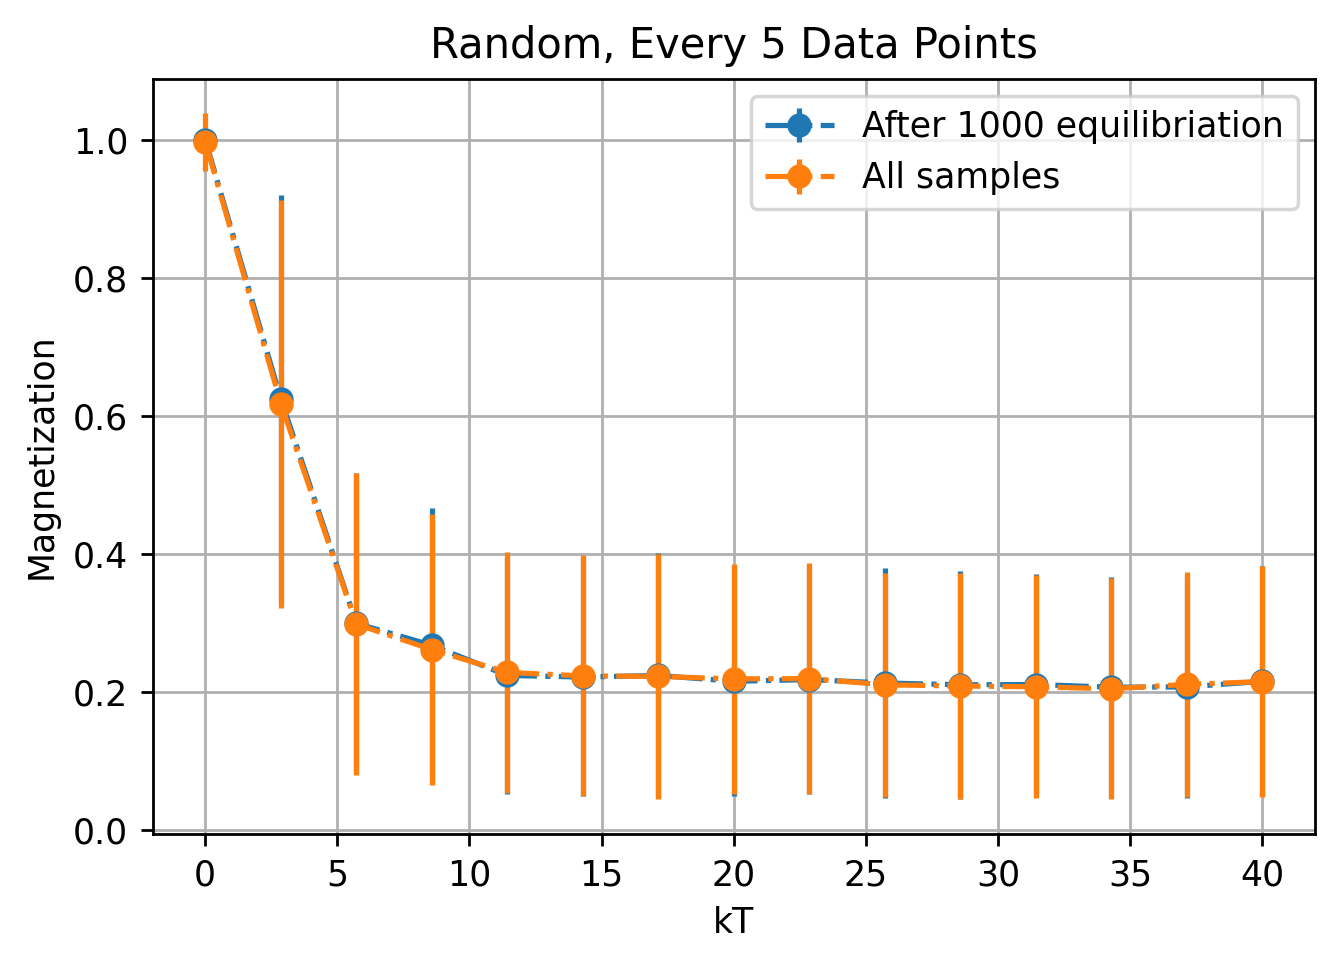 Random, Every 5 Data Points
After 1000 equilibriation
All samples
Magnetization
1.0
0.8
0.6
0.4
0.2
0.0
0 5 10 15 20 25 30 35 40
kT